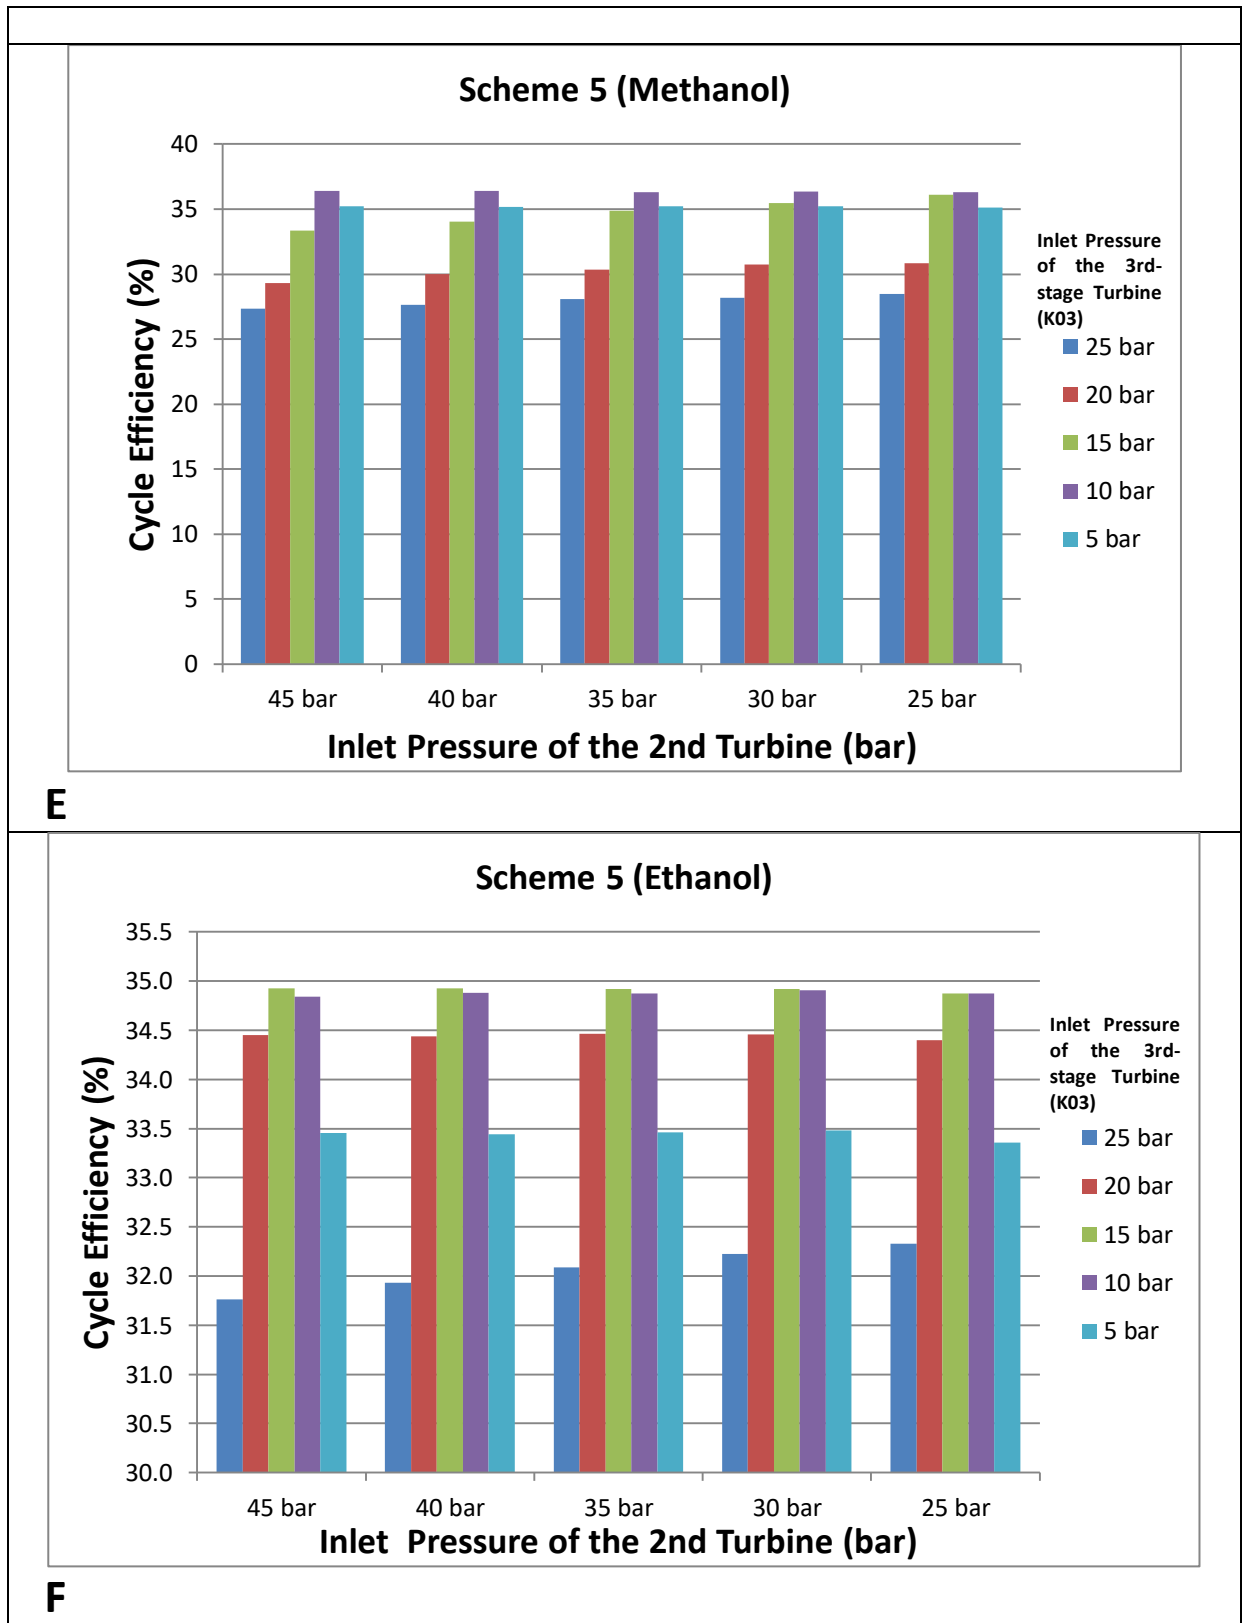 Scheme 5 (Methanol)
Cycle Efficiency (%)
40
35
30
25
20
15
10
5
0
45 bar 40 bar 35 bar 30 bar 25 bar
Inlet Pressure of the 2nd Turbine (bar)
Inlet Pressure
of the 3rd-
stage Turbine
(K03)
25 bar
20 bar
15 bar
10 bar
5 bar
E
Scheme 5 (Ethanol)
Cycle Efficiency (%)
35.5
35.0
34.5
34.0
33.5
33.0
32.5
32.0
31.5
31.0
30.5
30.0
45 bar 40 bar 35 bar 30 bar 25 bar
Inlet Pressure of the 2nd Turbine (bar)
Inlet Pressure
of the 3rd-
stage Turbine
(K03)
25 bar
20 bar
15 bar
10 bar
5 bar
F